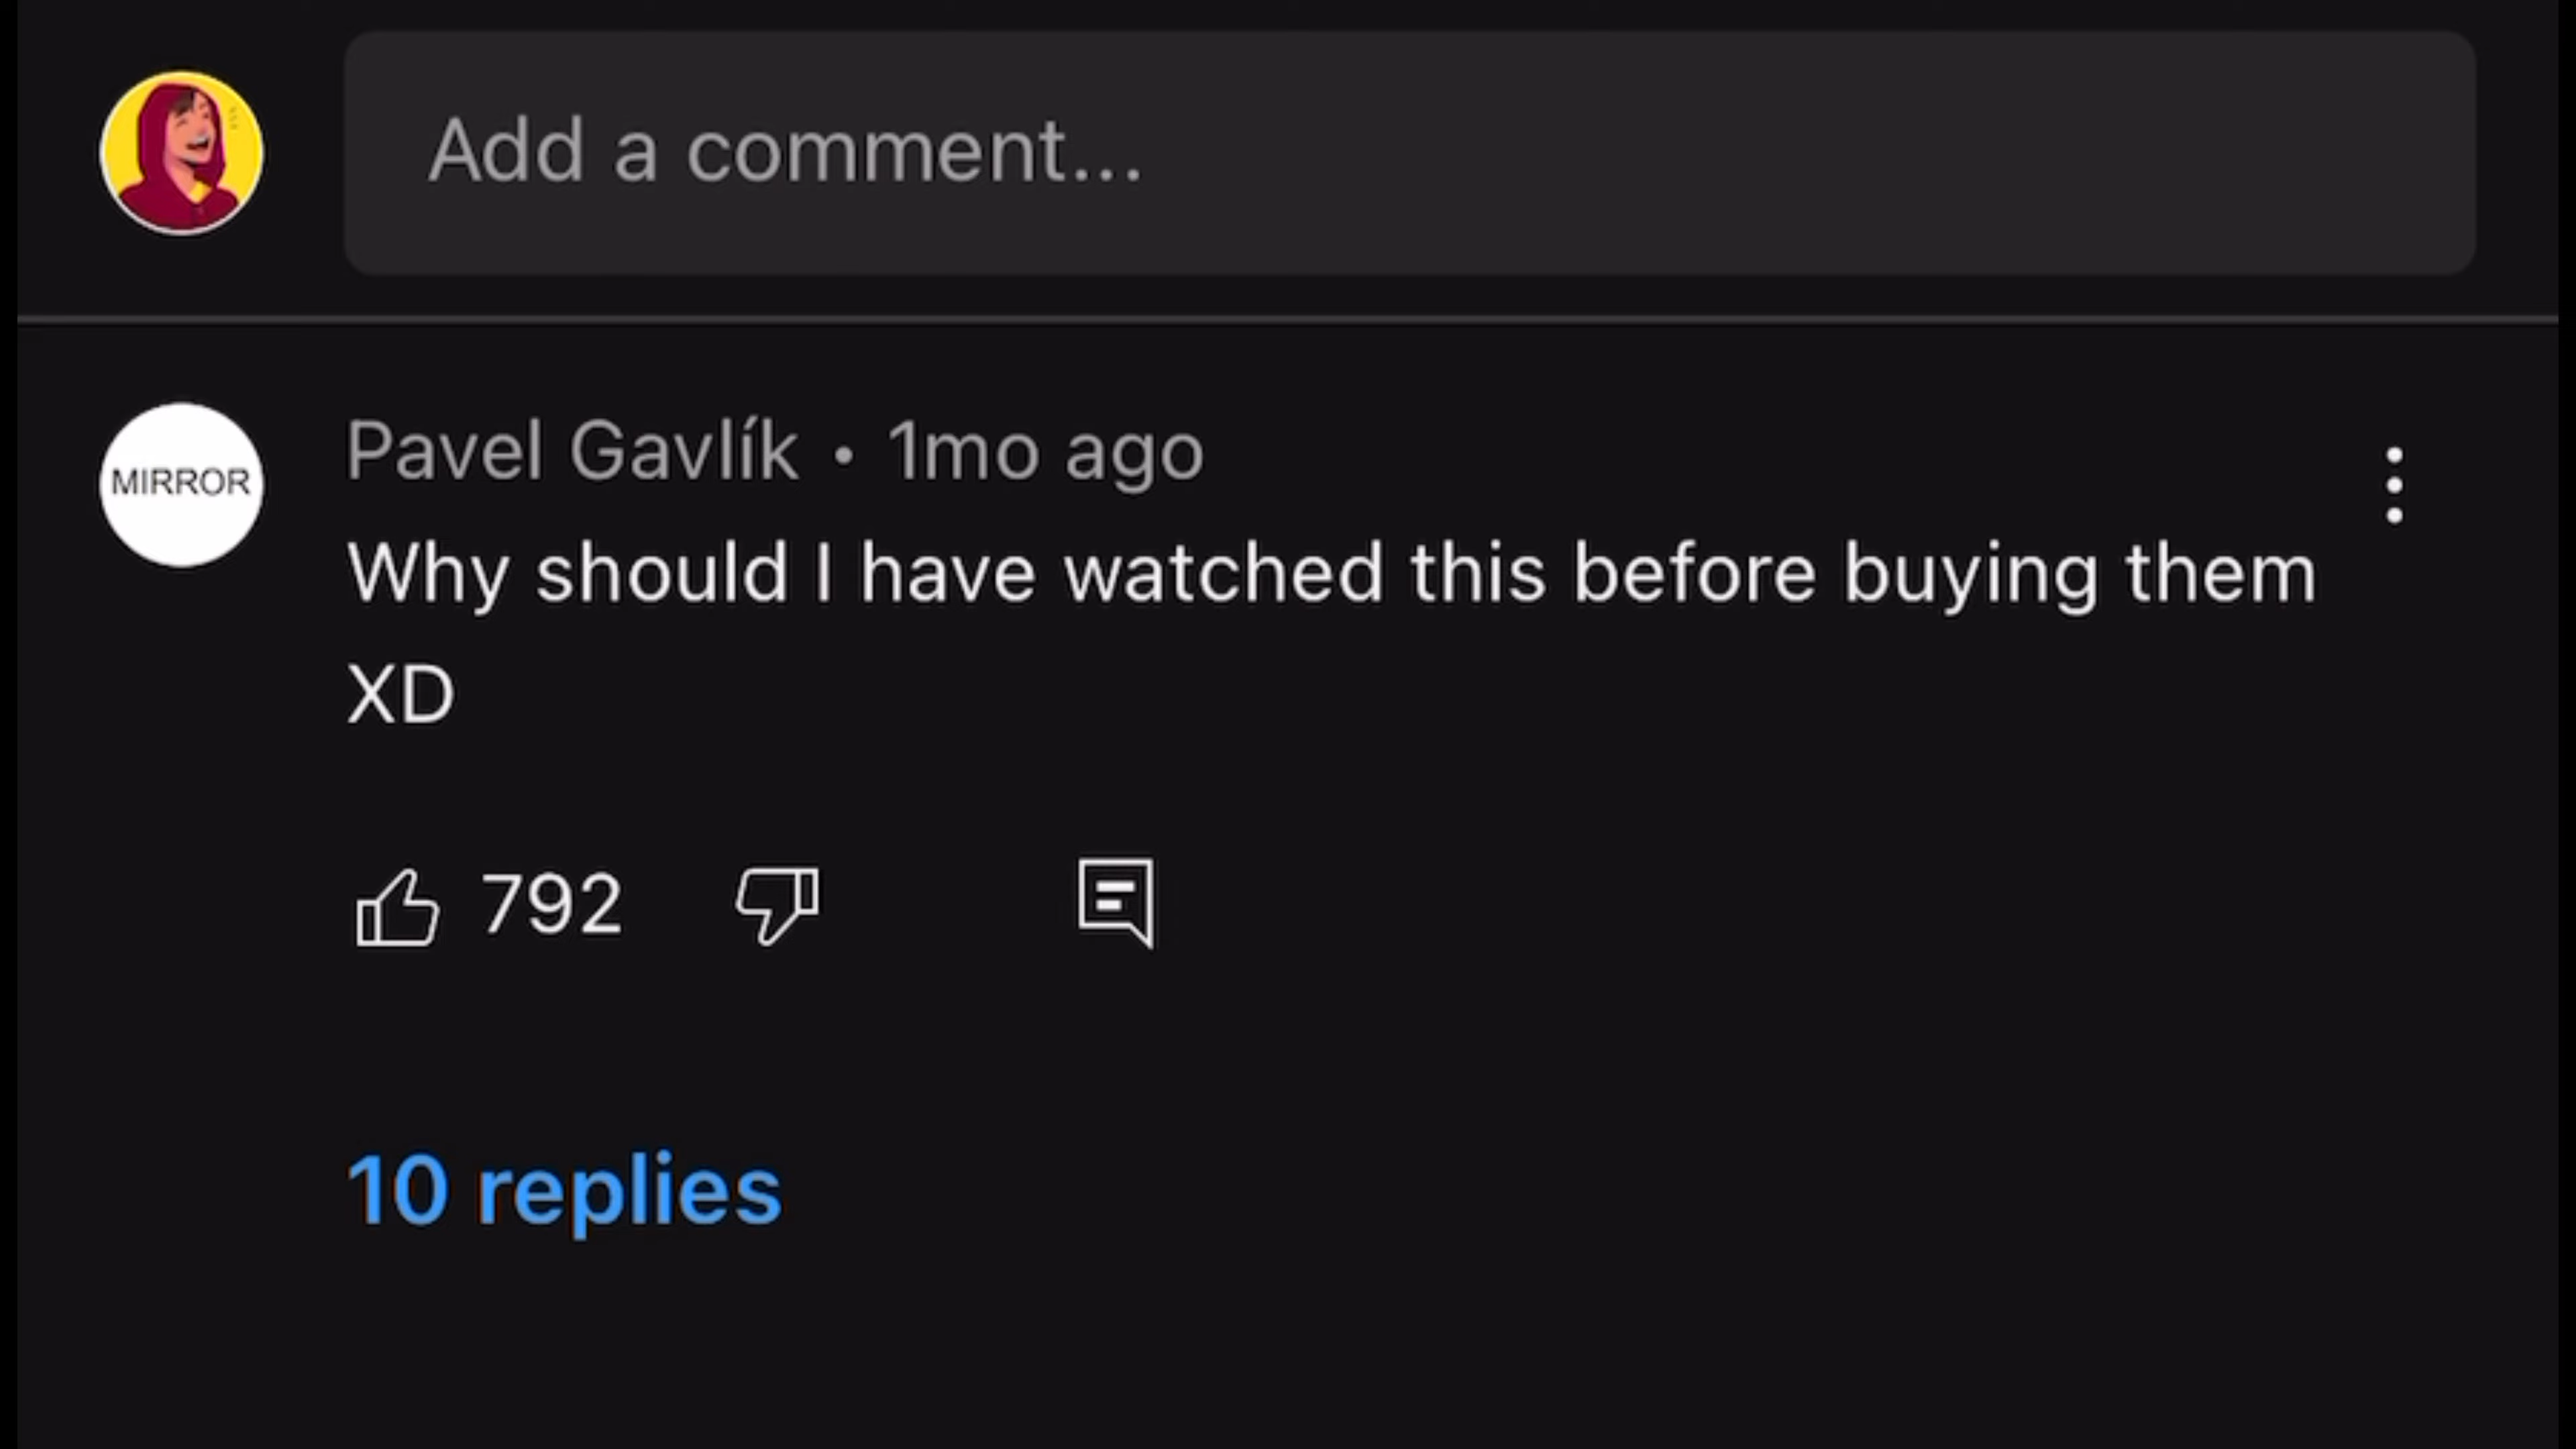 Add a comment...
MIRROR
Pavel Gavlík • 1mo ago
Why should I have watched this before buying them
XD
792
10 replies